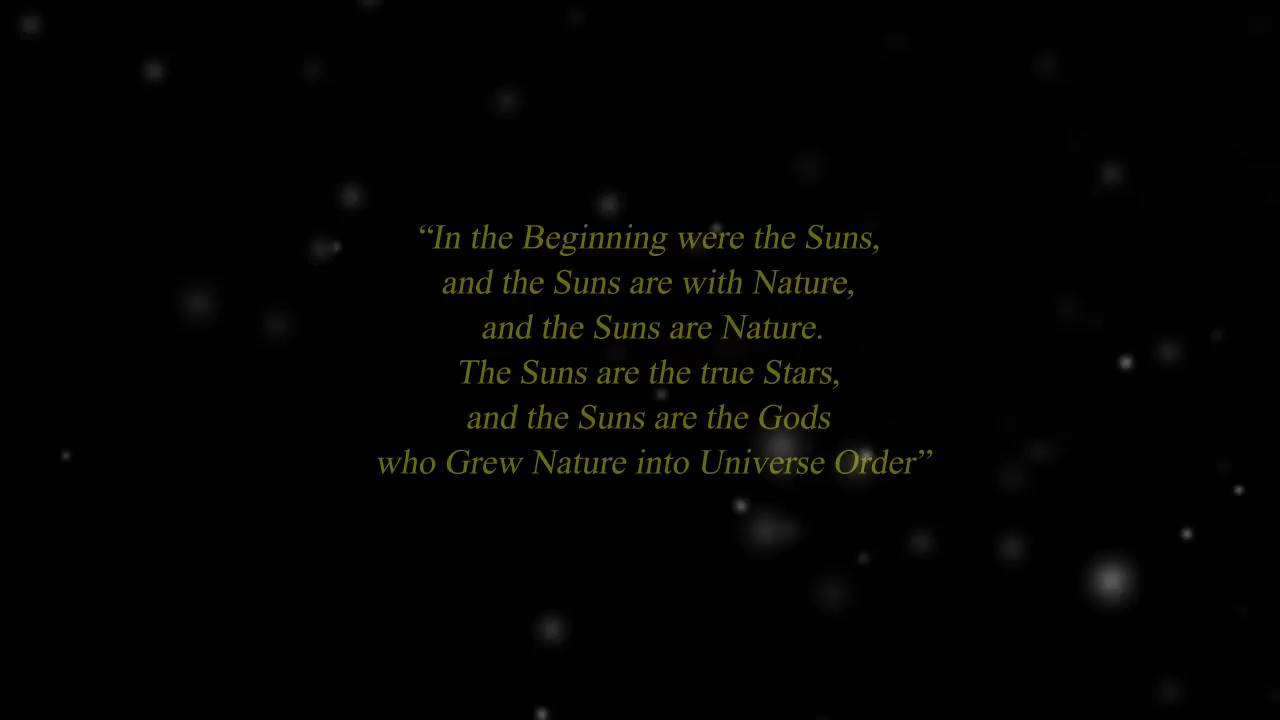 “In the Beginning were the Suns,
and the Suns are with Nature,
and the Suns are Nature.
The Suns are the true Stars,
and the Suns are the Gods
who Grew Nature into Universe Order”